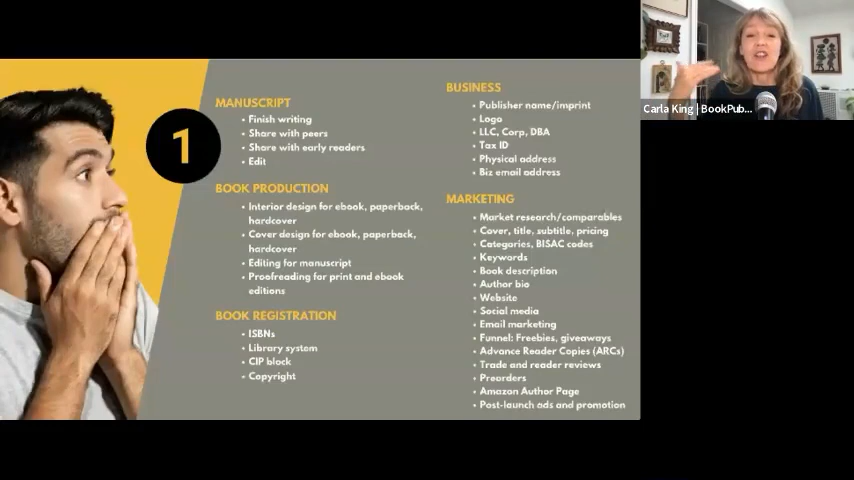 1
MANUSCRIPT
• Finish writing
• Share with peers
• Share with early readers
• Edit
BOOK PRODUCTION
• Interior design for ebook, paperback,
hardcover
• Cover design for ebook, paperback,
hardcover
• Editing for manuscript
• Proofreading for print and ebook
editions
BOOK REGISTRATION
• ISBNs
• Library system
• CIP block
• Copyright
BUSINESS
• Publisher name/imprint
• Logo
• LLC, Corp, DBA
• Tax ID
• Physical address
• Biz email address
MARKETING
• Market research/comparables
• Cover, title, subtitle, pricing
• Categories, BISAC codes
• Keywords
• Book description
• Author bio
• Website
• Social media
• Email marketing
• Funnel: Freebies, giveaways
• Advance Reader Copies (ARCs)
• Trade and reader reviews
• Preorders
• Amazon Author Page
• Post-launch ads and promotion
Carla King | BookPub...